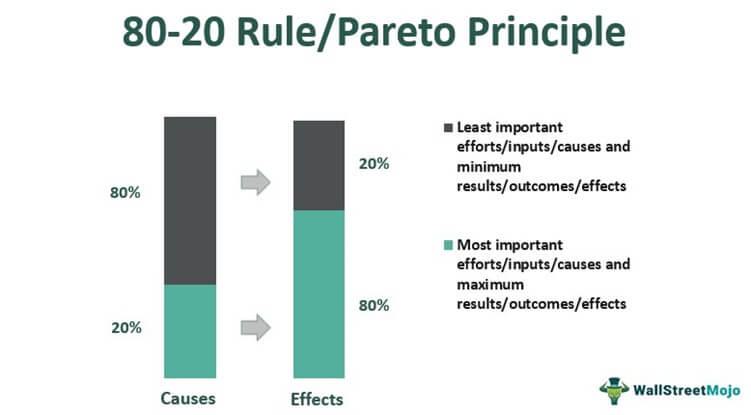 80-20 Rule/Pareto Principle
80%
20%
Causes
20%
80%
Effects
Least important
efforts/inputs/causes and
minimum
results/outcomes/effects
Most important
efforts/inputs/causes and
maximum
results/outcomes/effects
WallStreetMojo